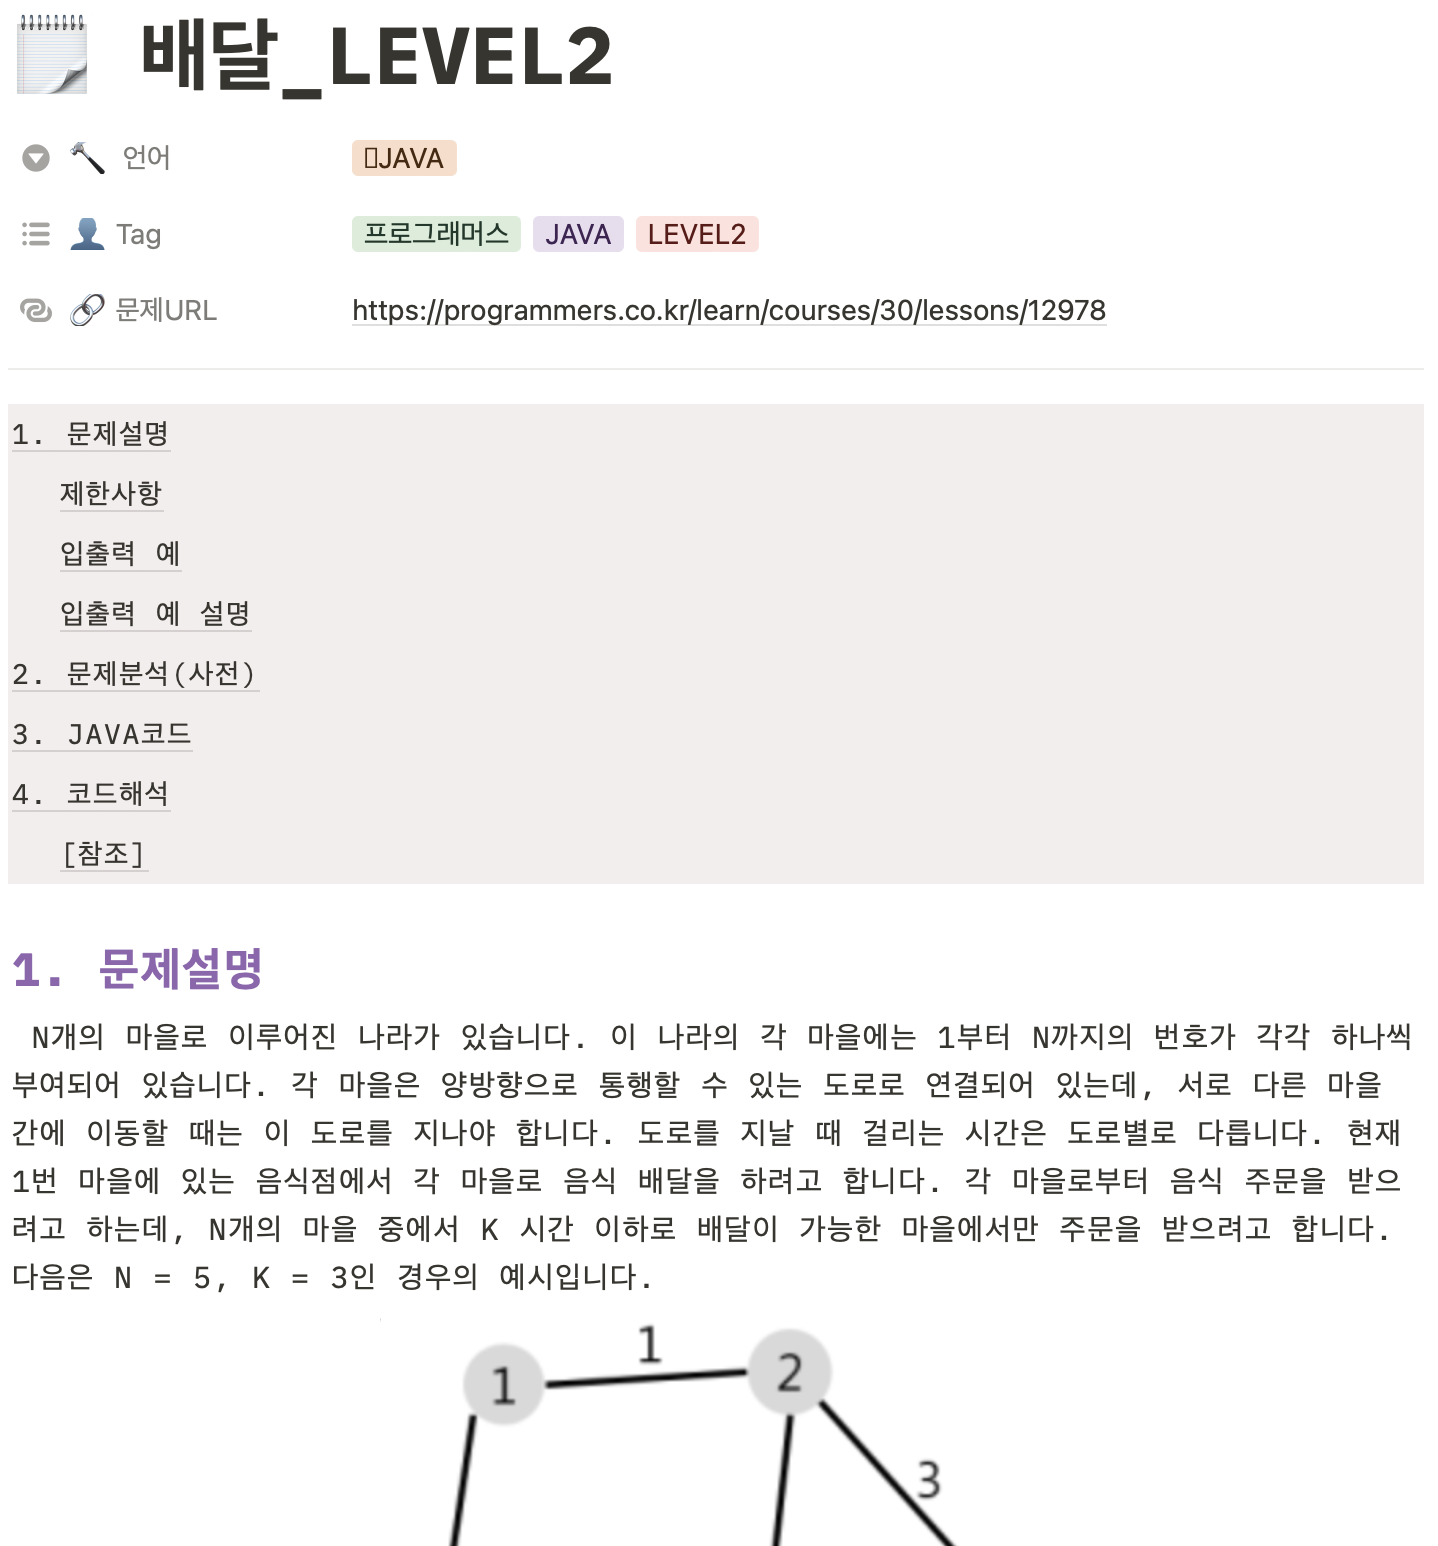 배달_LEVEL2
언어 JAVA
Tag 프로그래머스 JAVA LEVEL2
문제URL https://programmers.co.kr/learn/courses/30/lessons/12978
1. 문제설명
제한사항
입출력 예
입출력 예 설명
2. 문제분석(사전)
3. JAVA코드
4. 코드해석
[참조]
1. 문제설명
N개의 마을로 이루어진 나라가 있습니다. 이 나라의 각 마을에는 1부터 N까지의 번호가 각각 하나씩
부여되어 있습니다. 각 마을은 양방향으로 통행할 수 있는 도로로 연결되어 있는데, 서로 다른 마을
간에 이동할 때는 이 도로를 지나야 합니다. 도로를 지날 때 걸리는 시간은 도로별로 다릅니다. 현재
1번 마을에 있는 음식점에서 각 마을로 음식 배달을 하려고 합니다. 각 마을로부터 음식 주문을 받으
려고 하는데, N개의 마을 중에서 K 시간 이하로 배달이 가능한 마을에서만 주문을 받으려고 합니다.
다음은 N = 5, K = 3인 경우의 예시입니다.
1
1
2
3